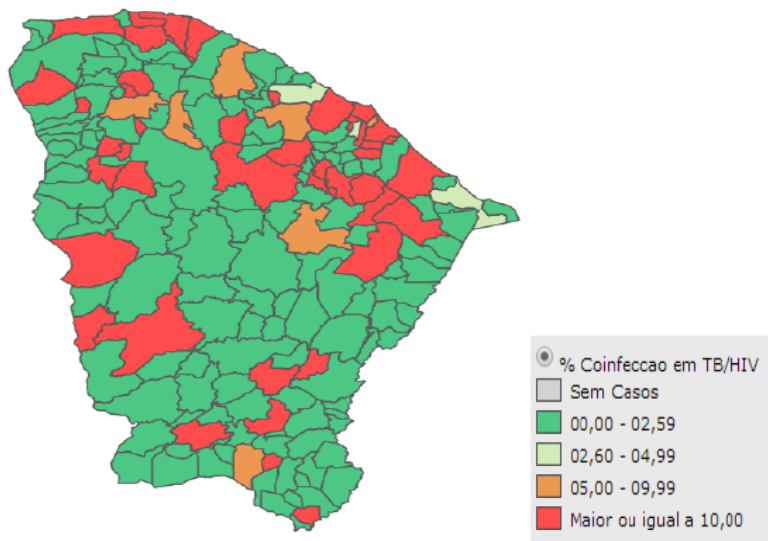 % Coinfeccao em TB/HIV
Sem Casos
00,00 - 02,59
02,60 - 04,99
05,00 - 09,99
Maior ou igual a 10,00